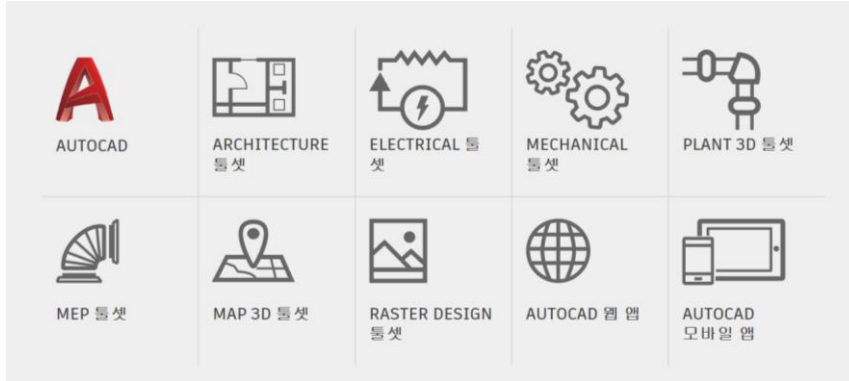 AUTOCAD
ARCHITECTURE
툴셋
ELECTRICAL 툴
셋
MECHANICAL
툴셋
PLANT 3D 툴셋
MEP 툴셋
MAP 3D 툴셋
RASTER DESIGN
툴셋
AUTOCAD 웹 앱
AUTOCAD
모바일 앱